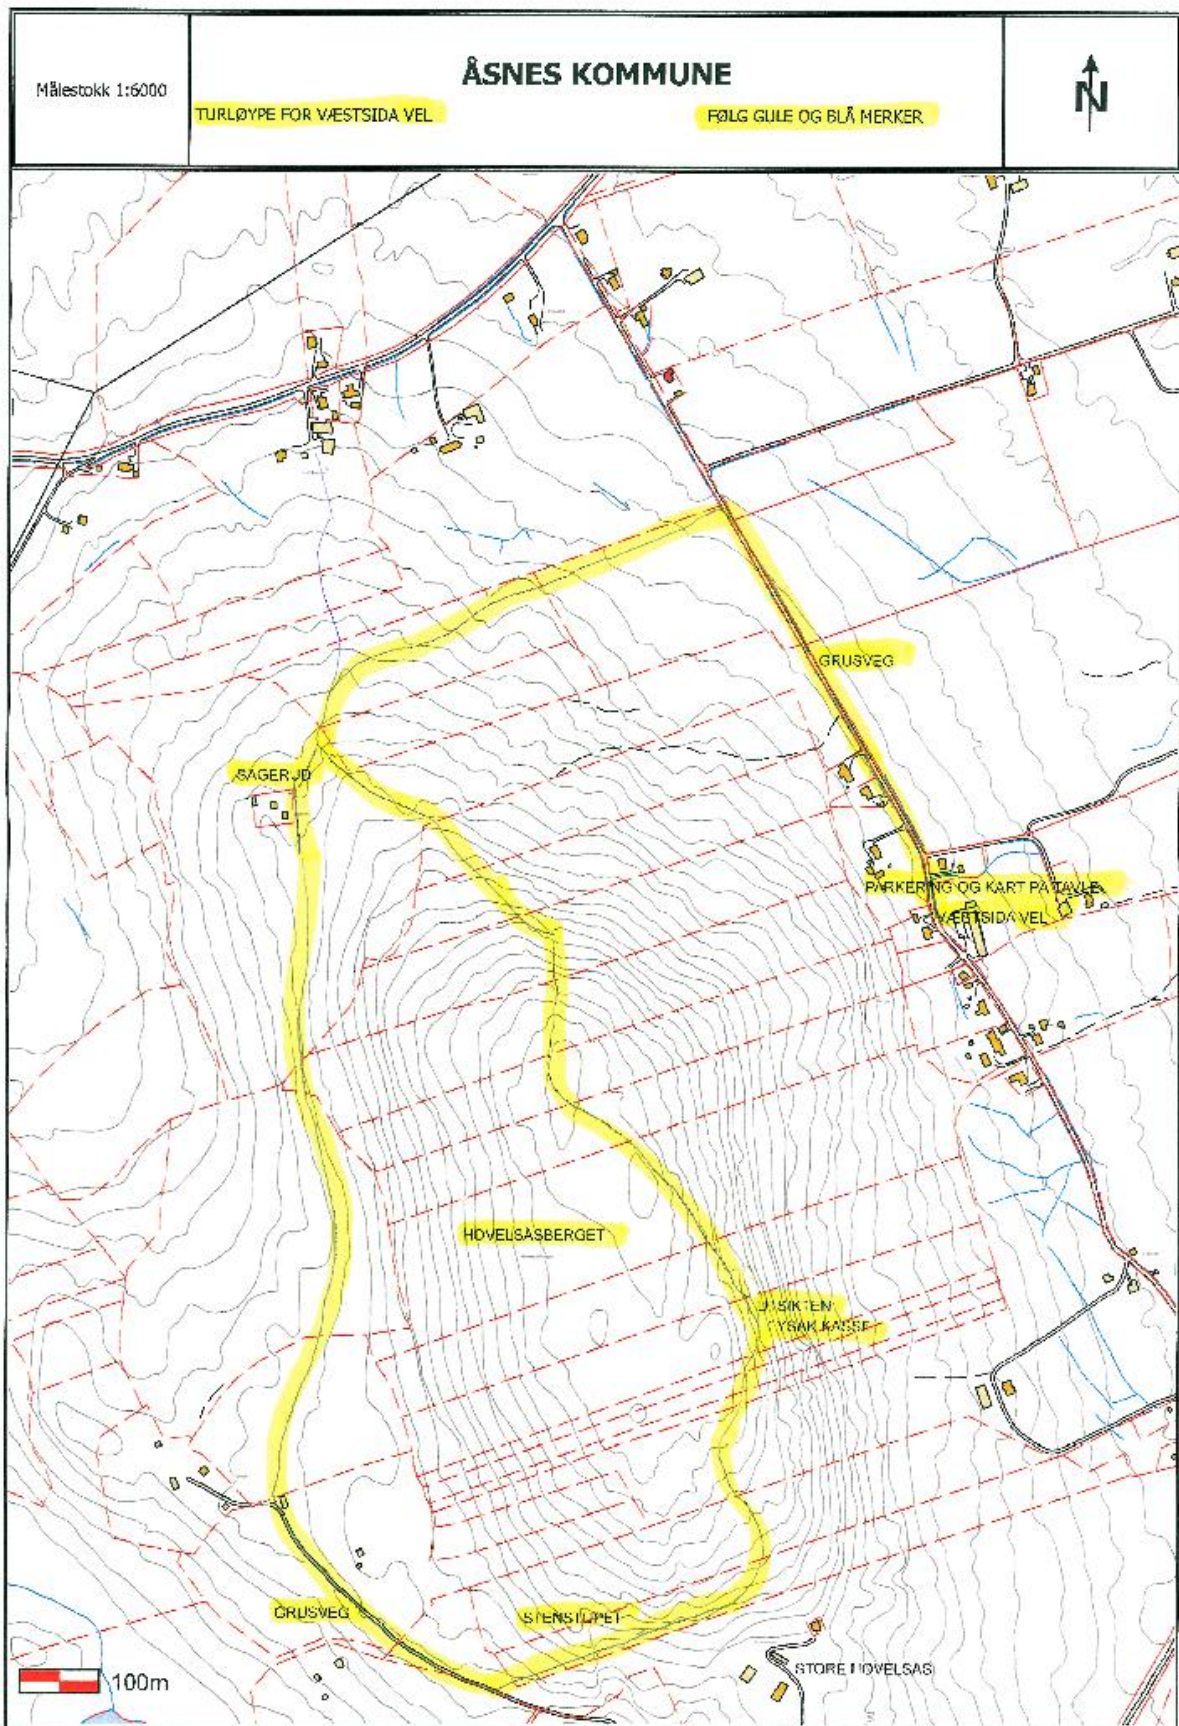 Målestokk 1:6000
ÅSNES KOMMUNE
TURLØYPE FOR VÆSTSIDA VEL
FØLG GULE OG BLÅ MERKER
N
GRUSVEG
SAGERUD
PARKERING OG KART PÅ TAVLE
VÆSTSIDA VEL
HOVELSÅSBERGET
UTSIKTEN
KASSE
GRUSVEG
STENSTUPET
STORE HOVELSÅS
100m